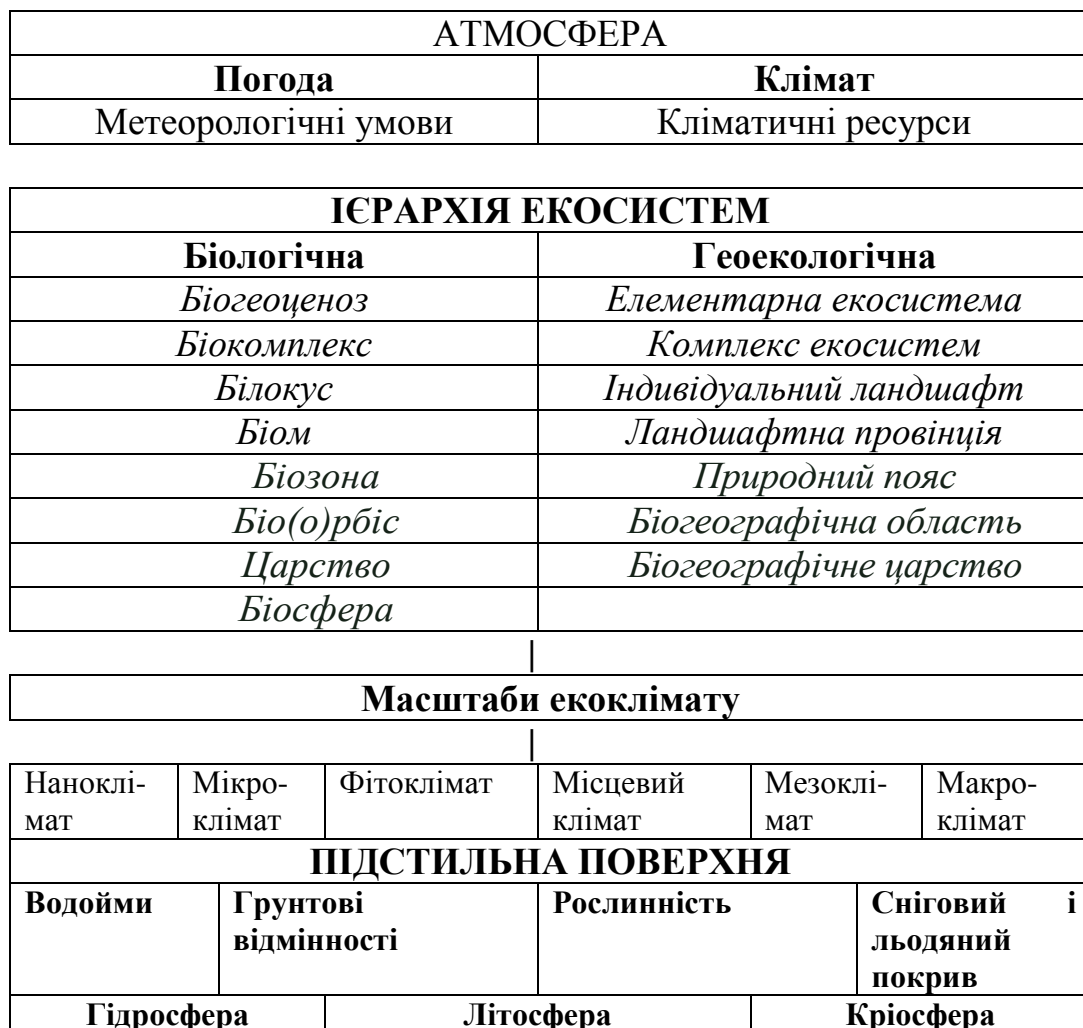 АТМОСФЕРА
Погода Клімат
Метеорологічні умови Кліматичні ресурси
ІЄРАРХІЯ ЕКОСИСТЕМ
Біологічна Геоекологічна
Біогеоценоз Елементарна екосистема
Біокомплекс Комплекс екосистем
Білокус Індивідуальний ландшафт
Біом Ландшафтна провінція
Біозона Природний пояс
Біо(о)рбіс Біогеографічна область
Царство Біогеографічне царство
Біосфера
Масштаби екоклімату
Наноклі- Мікро- Фітоклімат Місцевий Мезоклі- Макро-
мат клімат клімат мат клімат
ПІДСТИЛЬНА ПОВЕРХНЯ
Водойми Грунтові Рослинність Сніговий і
відмінності льодяний
покрив
Гідросфера Літосфера Кріосфера